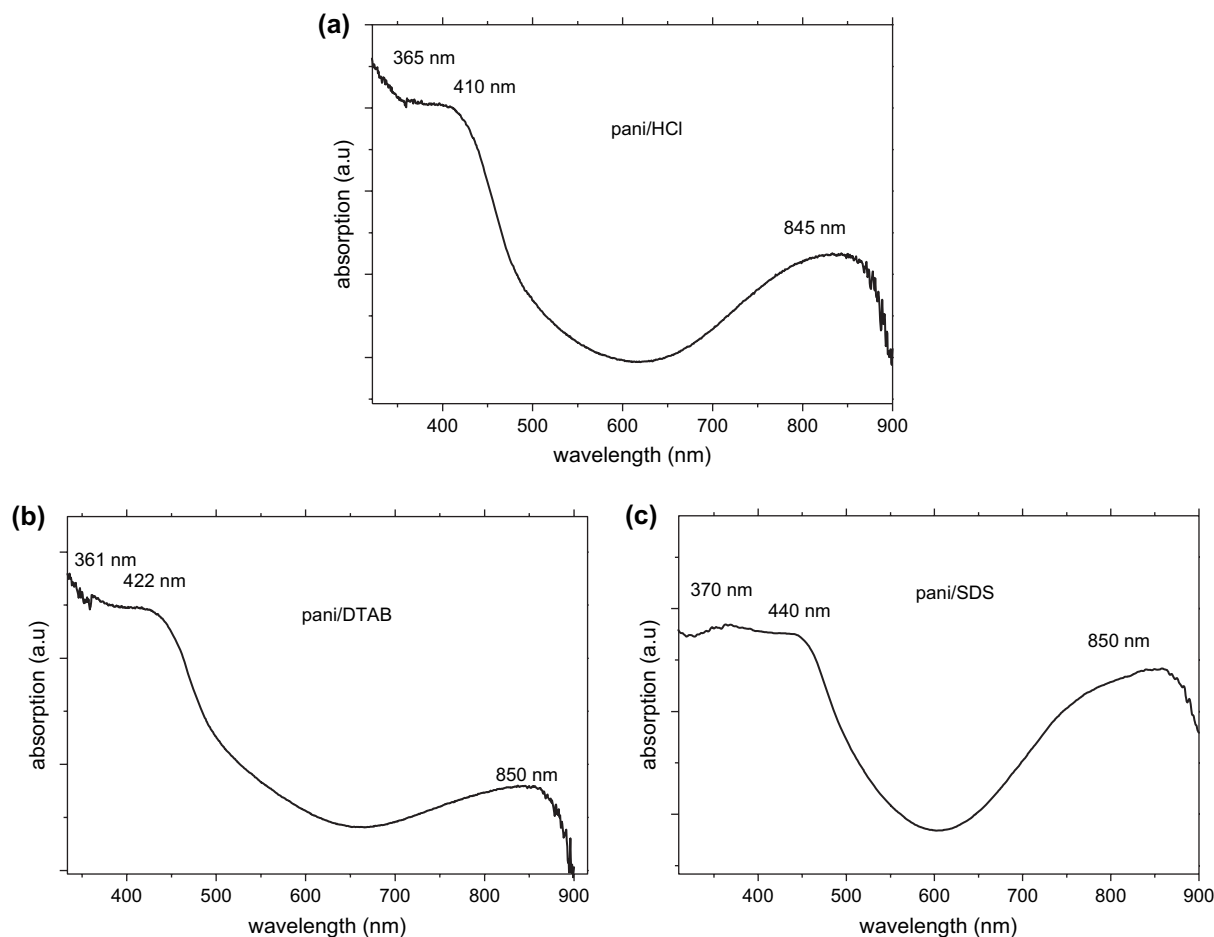 (a)
365 nm
410 nm
pani/HCl
845 nm
absorption (a.u)
400 500 600 700 800 900
wavelength (nm)
(b)
361 nm
422 nm
pani/DTAB
850 nm
absorption (a.u)
400 500 600 700 800 900
wavelength (nm)
(c)
370 nm
440 nm
pani/SDS
850 nm
absorption (a.u)
400 500 600 700 800 900
wavelength (nm)